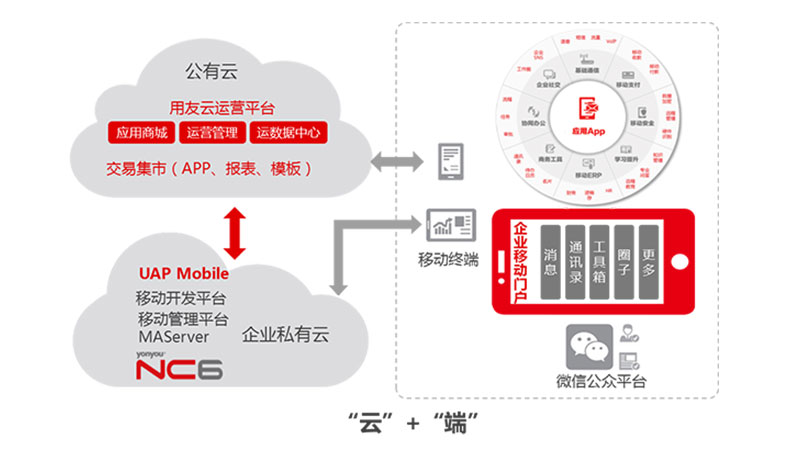 公有云
用友云运营平台
应用商城
运营管理
运数据中心
交易集市（APP、报表、模板）
UAP Mobile
移动开发平台
移动管理平台
MAServer
yonyou
NC6
企业私有云
移动终端
应用App
基础通信
移动支付
移动安全
学习提升
移动ERP
商务工具
协同办公
企业社交
VoIP
企业
SNS
HR
企业移动门户
消息
通讯录
工具箱
圈子
更多
微信公众平台
“云” + “端”